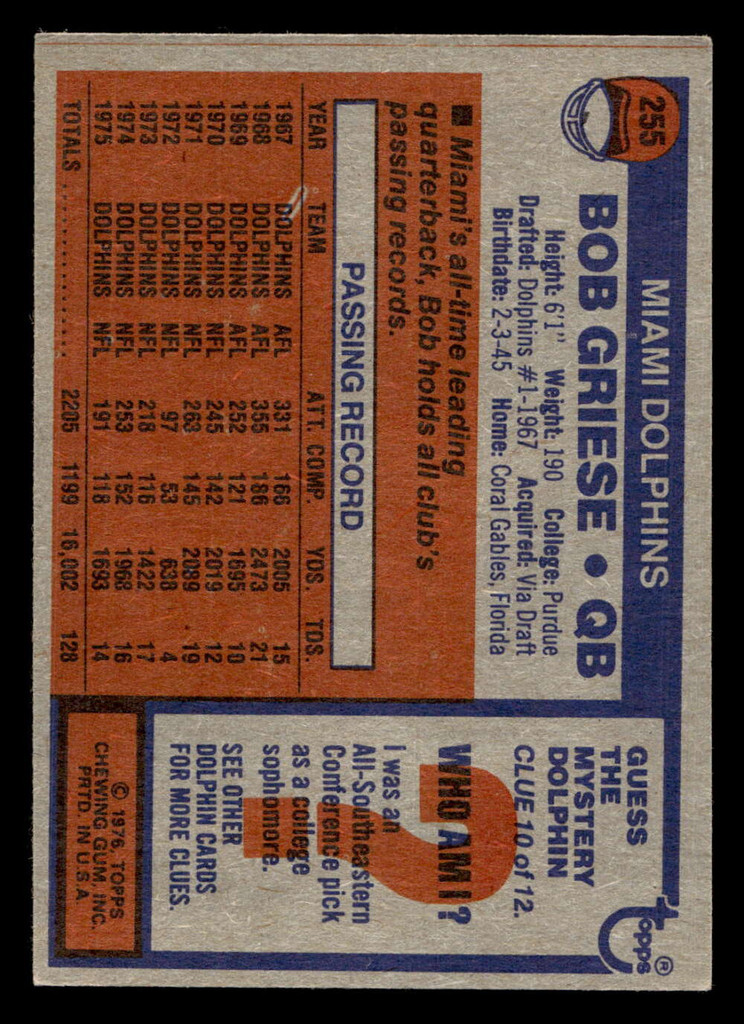 255
MIAMI DOLPHINS
BOB GRIESE • QB
Height: 6'1" Weight: 190 College: Purdue
Drafted: Dolphins #1-1967 Acquired: Via Draft
Birthdate: 2-3-45 Home: Coral Gables, Florida
■ Miami's all-time leading
quarterback, Bob holds all club's
passing records.
PASSING RECORD
YEAR TEAM ATT. COMP. YDS. TDS.
1967 DOLPHINS AFL 331 166 2005 15
1968 DOLPHINS AFL 355 186 2473 21
1969 DOLPHINS AFL 252 121 1695 10
1970 DOLPHINS NFL 245 142 2019 12
1971 DOLPHINS NFL 263 145 2089 19
1972 DOLPHINS NFL 97 53 638 4
1973 DOLPHINS NFL 218 116 1422 17
1974 DOLPHINS NFL 253 152 1968 16
1975 DOLPHINS NFL 191 118 1693 14
TOTALS 2205 1199 16,002 128
topps®
GUESS
THE
MYSTERY
DOLPHIN
CLUE 10 of 12.
?
WHO AM I?
I was an
All-Southeastern
Conference pick
as a college
sophomore.
SEE OTHER
DOLPHIN CARDS
FOR MORE CLUES.
© 1976, TOPPS
CHEWING GUM, INC.
PRTD. IN U.S.A